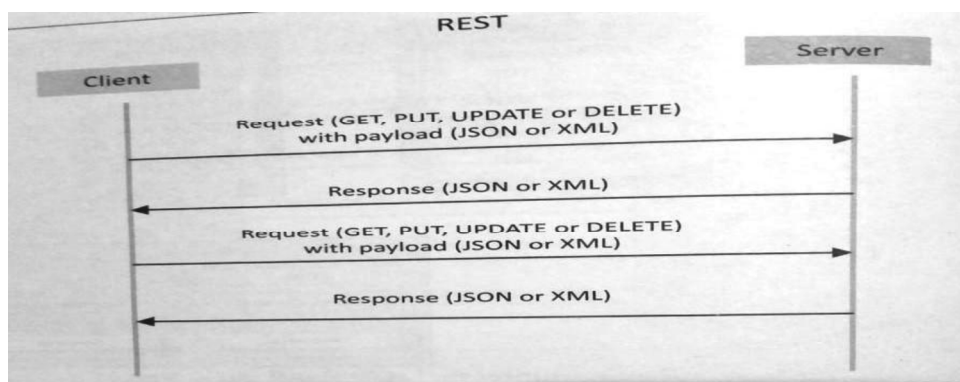 REST
Client
Server
Request (GET, PUT, UPDATE or DELETE)
with payload (JSON or XML)
Response (JSON or XML)
Request (GET, PUT, UPDATE or DELETE)
with payload (JSON or XML)
Response (JSON or XML)